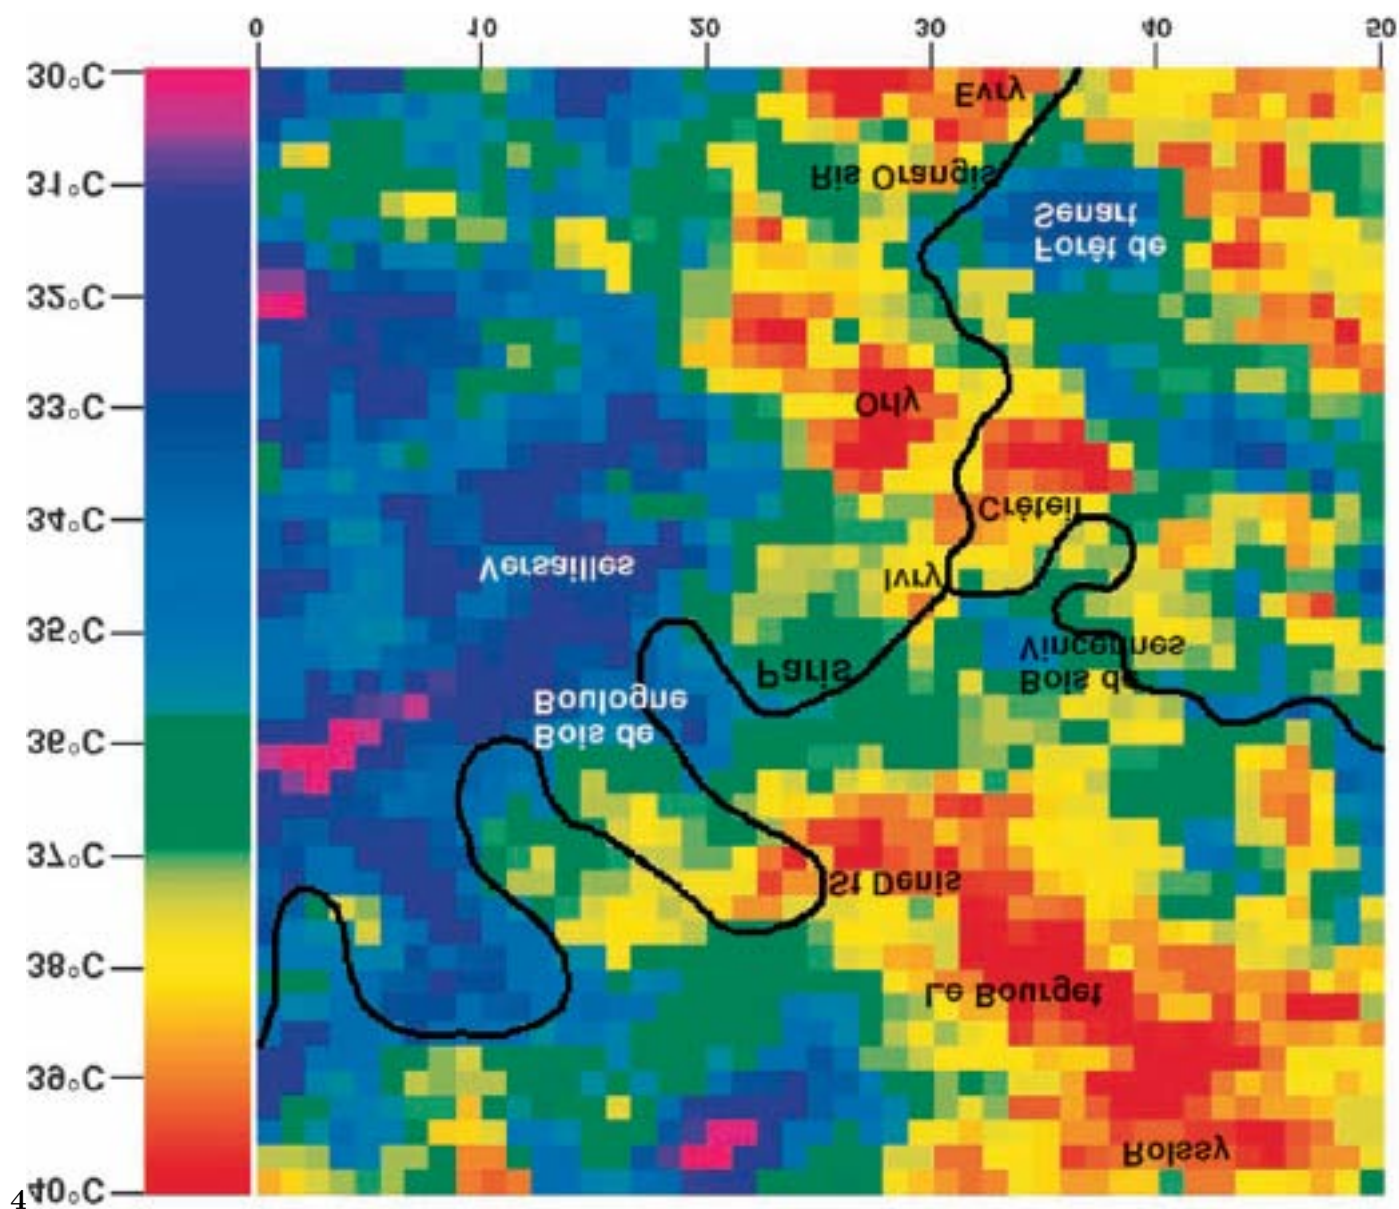 0 10 20 30 40 50
30°C
31°C
32°C
33°C
34°C
35°C
36°C
37°C
38°C
39°C
40°C
Evry
Ris Orangis
Forêt de
Senart
Orly
Créteil
Versailles
Ivry
Paris
Bois de
Vincennes
Bois de
Boulogne
St Denis
Le Bourget
Roissy
4